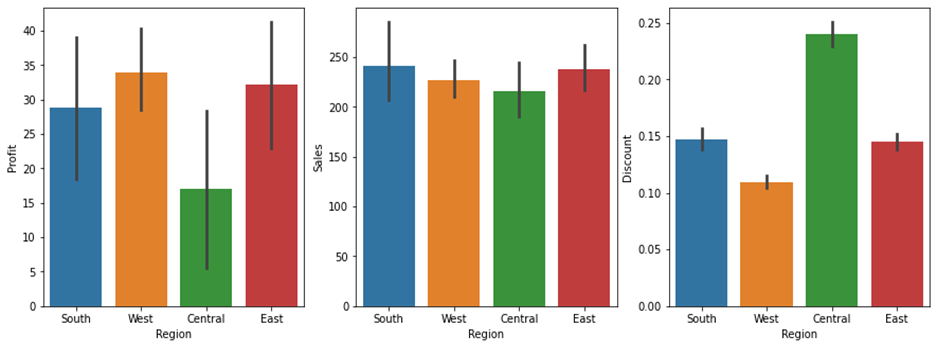 Profit
40
35
30
25
20
15
10
5
0
South West Central East
Region
Sales
250
200
150
100
50
0
South West Central East
Region
Discount
0.25
0.20
0.15
0.10
0.05
0.00
South West Central East
Region